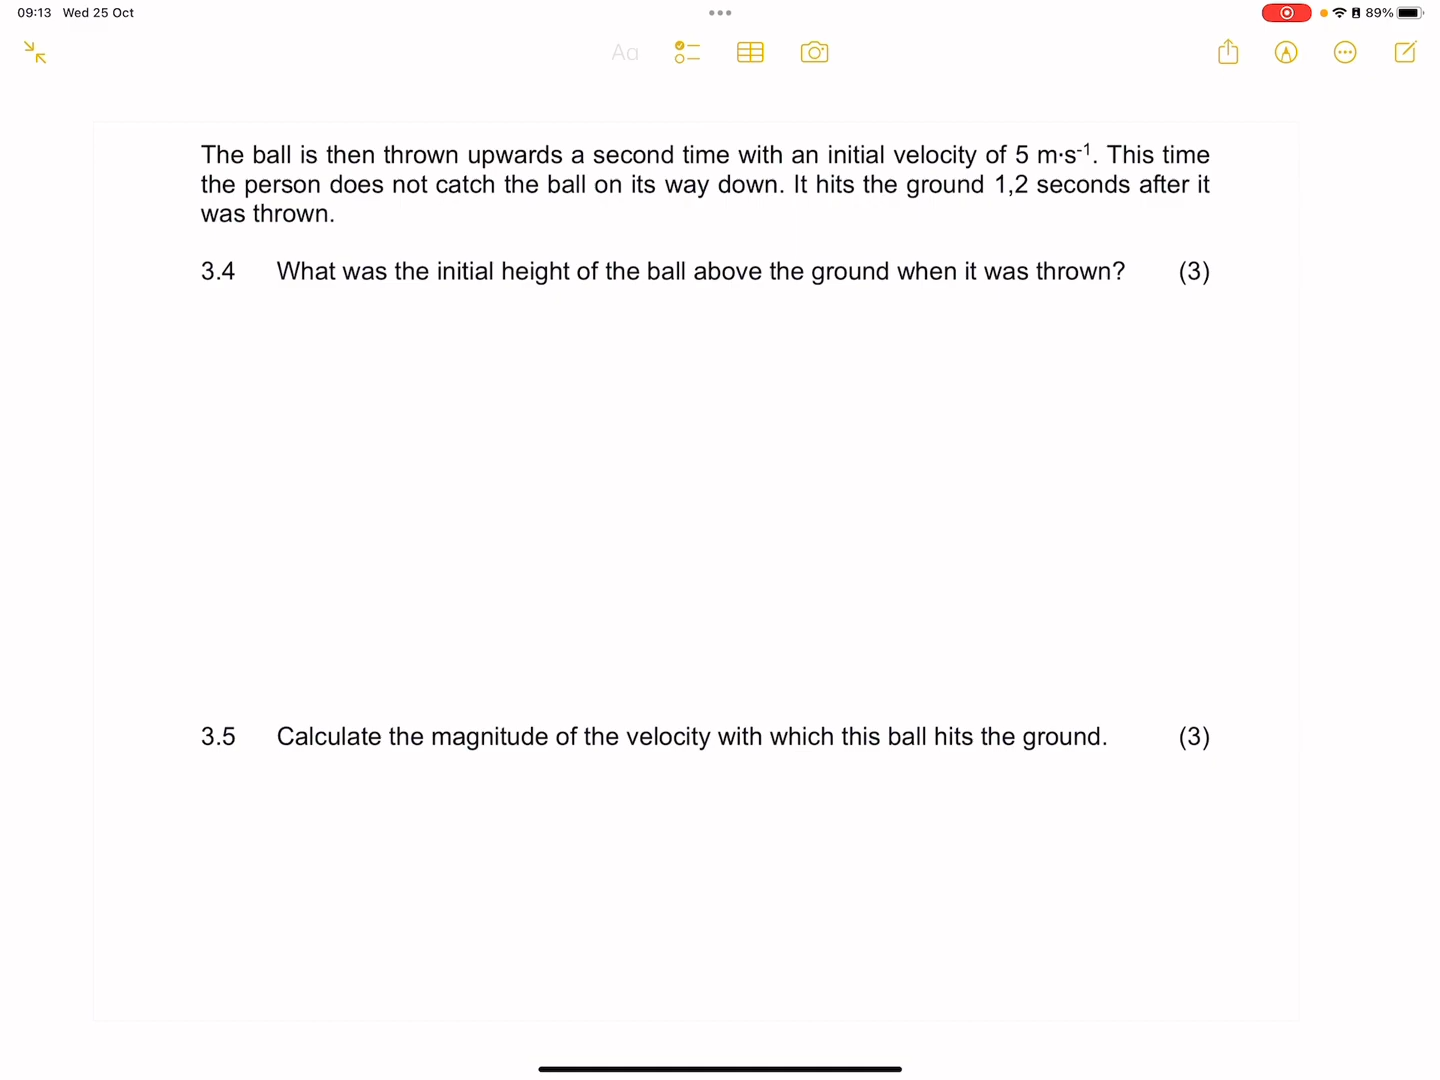 09:13 Wed 25 Oct
89%
Aa
The ball is then thrown upwards a second time with an initial velocity of 5 m·s⁻¹. This time
the person does not catch the ball on its way down. It hits the ground 1,2 seconds after it
was thrown.
3.4 What was the initial height of the ball above the ground when it was thrown? (3)
3.5 Calculate the magnitude of the velocity with which this ball hits the ground. (3)